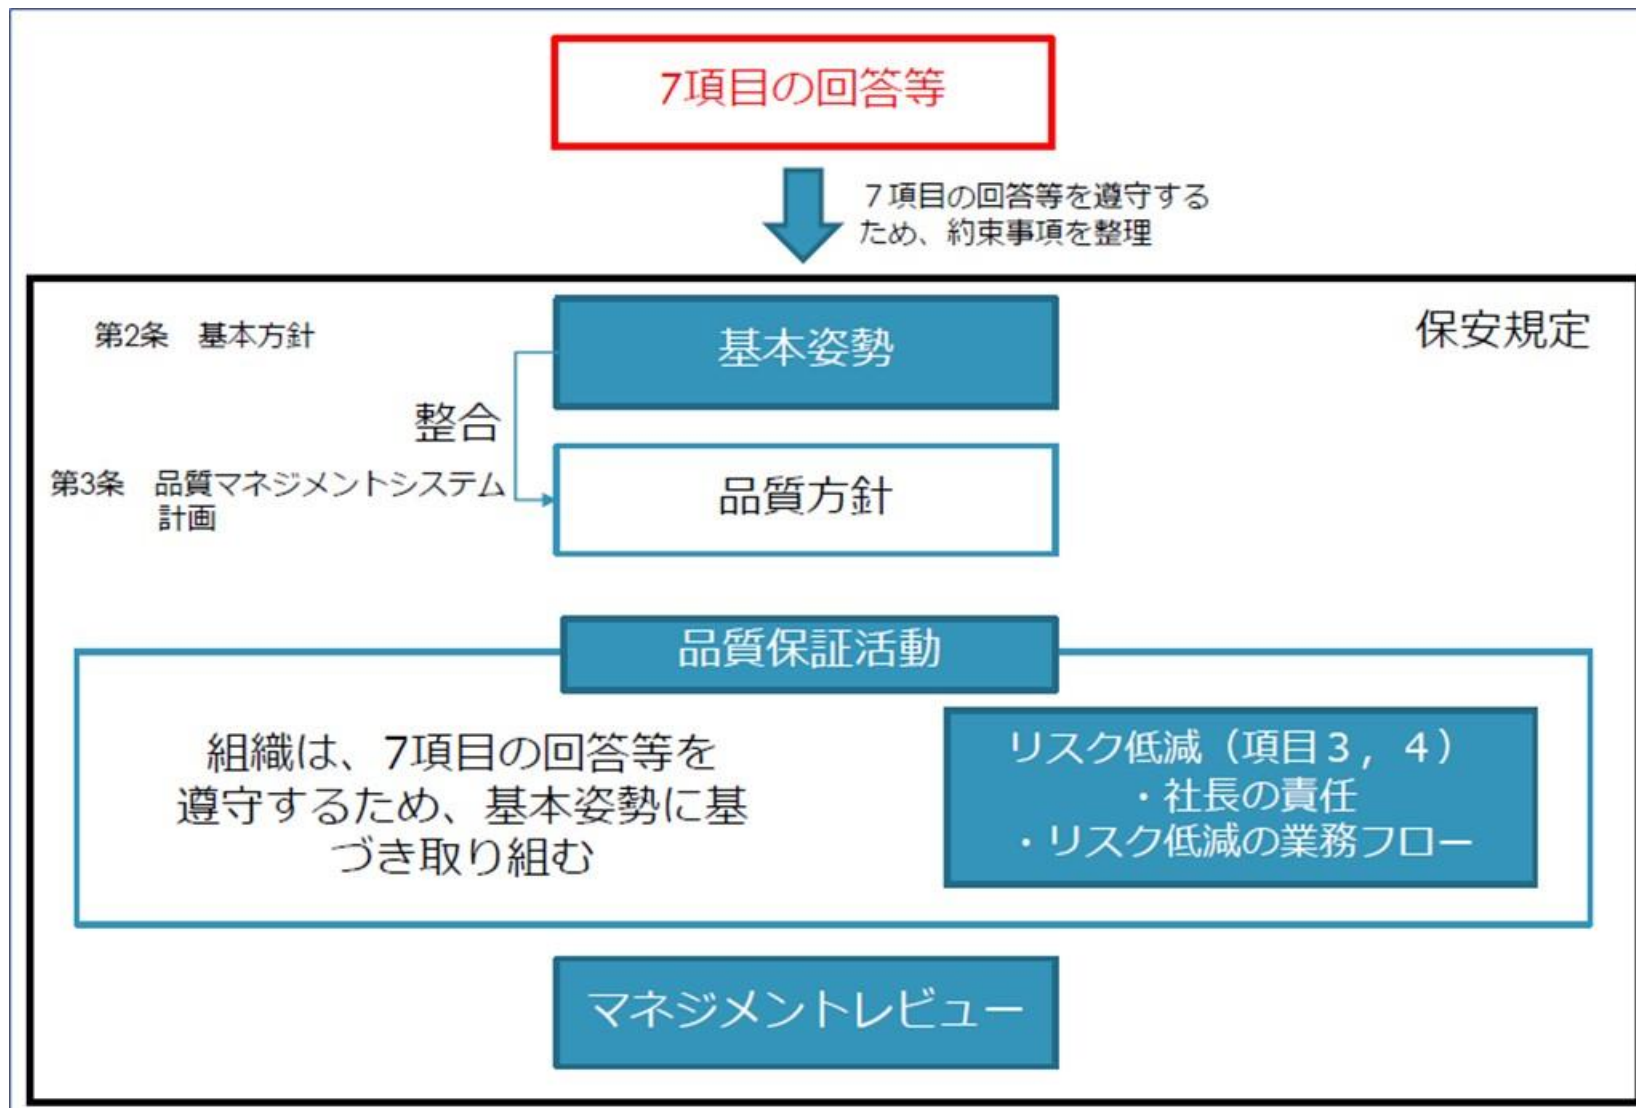 7項目の回答等
７項目の回答等を遵守する
ため、約束事項を整理
保安規定
第2条　基本方針
基本姿勢
整合
第3条　品質マネジメントシステム
計画
品質方針
品質保証活動
組織は、7項目の回答等を
遵守するため、基本姿勢に基
づき取り組む
リスク低減（項目３，４）
・社長の責任
・リスク低減の業務フロー
マネジメントレビュー